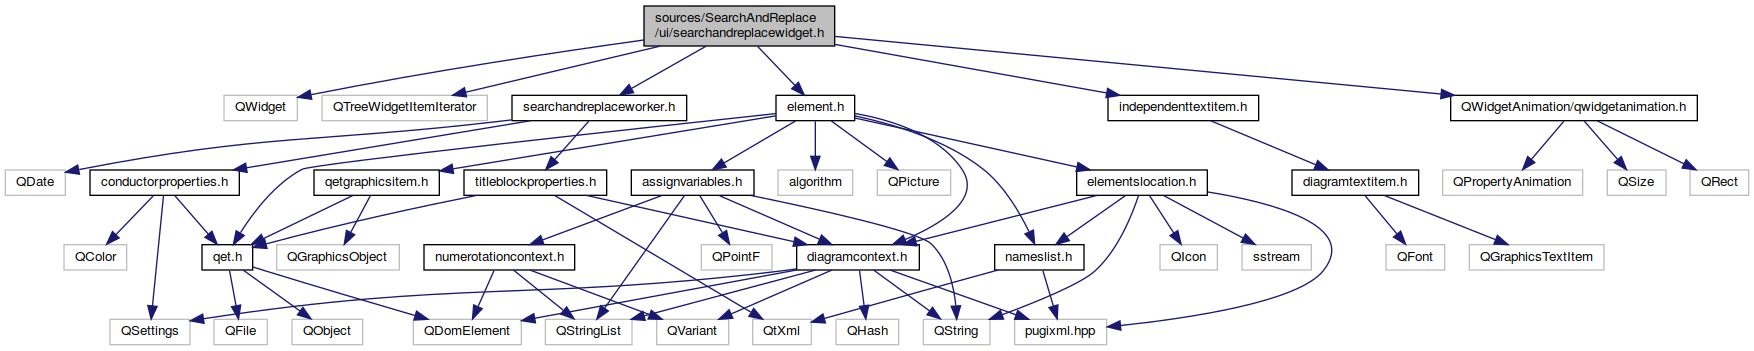 sources/SearchAndReplace
/ui/searchandreplacewidget.h
QWidget
QTreeWidgetItemIterator
searchandreplaceworker.h
element.h
independenttextitem.h
QWidgetAnimation/qwidgetanimation.h
QDate
conductorproperties.h
qetgraphicsitem.h
titleblockproperties.h
assignvariables.h
algorithm
QPicture
elementslocation.h
diagramtextitem.h
QPropertyAnimation
QSize
QRect
QColor
qet.h
QGraphicsObject
numerotationcontext.h
QPointF
diagramcontext.h
nameslist.h
QIcon
sstream
QFont
QGraphicsTextItem
QSettings
QFile
QObject
QDomElement
QStringList
QVariant
QtXml
QHash
QString
pugixml.hpp